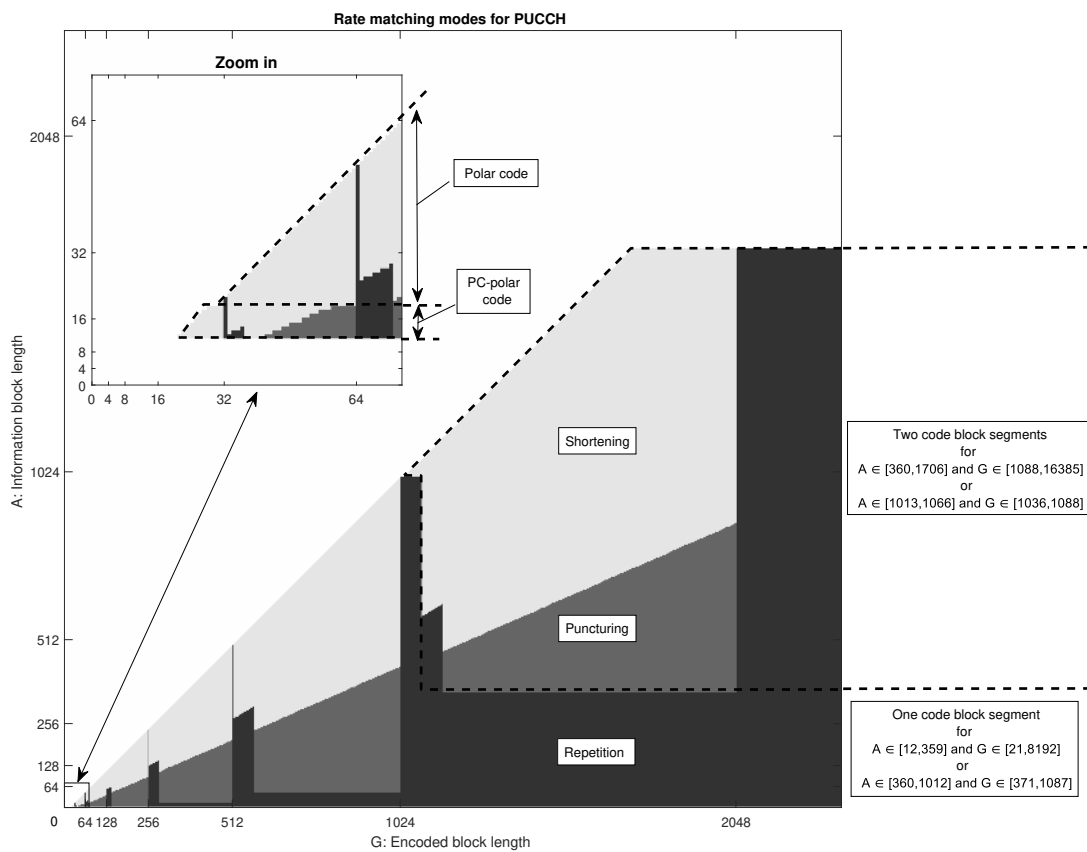 Rate matching modes for PUCCH
Zoom in
64
32
16
8
4
0
0 4 8 16 32 64
Polar code
PC-polar
code
2048
1024
512
256
128
64
0
A: Information block length
Shortening
Puncturing
Repetition
Two code block segments
for
A ∈ [360,1706] and G ∈ [1088,16385]
or
A ∈ [1013,1066] and G ∈ [1036,1088]
One code block segment
for
A ∈ [12,359] and G ∈ [21,8192]
or
A ∈ [360,1012] and G ∈ [371,1087]
64 128 256 512 1024 2048
G: Encoded block length